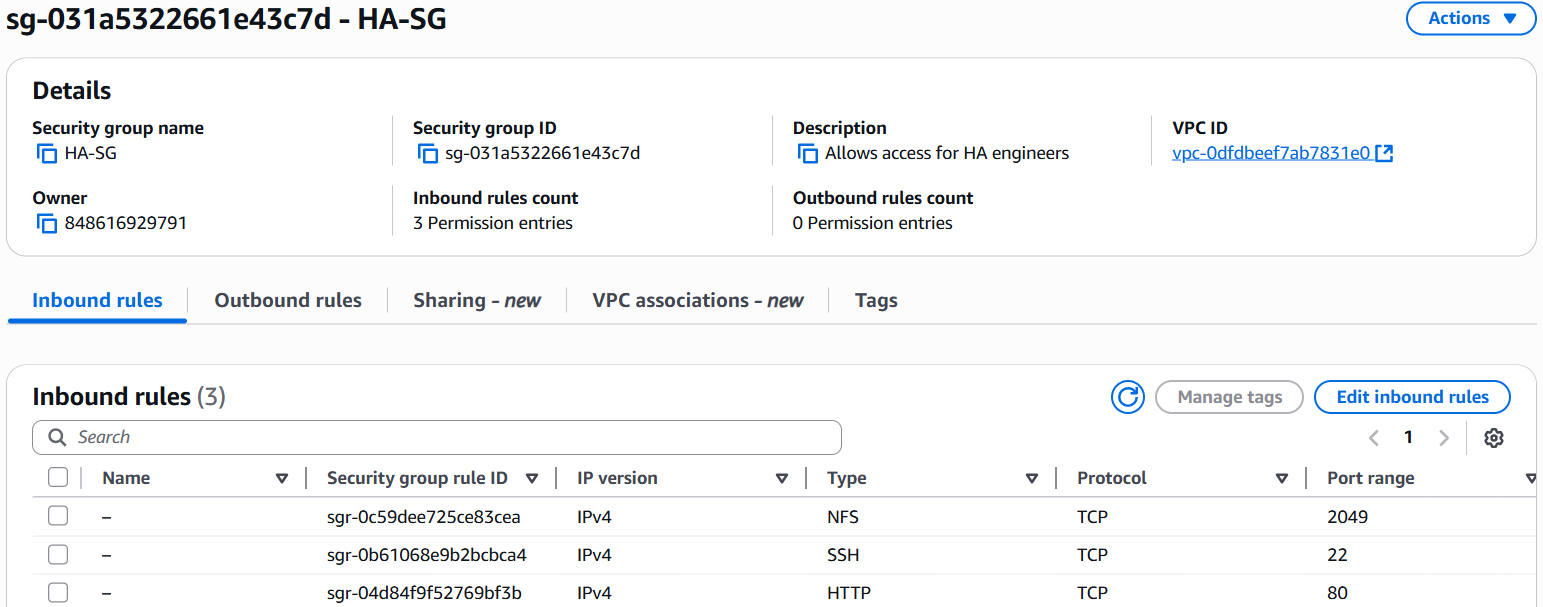 sg-031a5322661e43c7d - HA-SG
Actions
Details
Security group name
HA-SG
Security group ID
sg-031a5322661e43c7d
Description
Allows access for HA engineers
VPC ID
vpc-0dfdbeef7ab7831e0
Owner
848616929791
Inbound rules count
3 Permission entries
Outbound rules count
0 Permission entries
Inbound rules
Outbound rules
Sharing - new
VPC associations - new
Tags
Inbound rules (3)
Manage tags
Edit inbound rules
Search
1
Name Security group rule ID IP version Type Protocol Port range
– sgr-0c59dee725ce83cea IPv4 NFS TCP 2049
– sgr-0b61068e9b2bcbca4 IPv4 SSH TCP 22
– sgr-04d84f9f52769bf3b IPv4 HTTP TCP 80